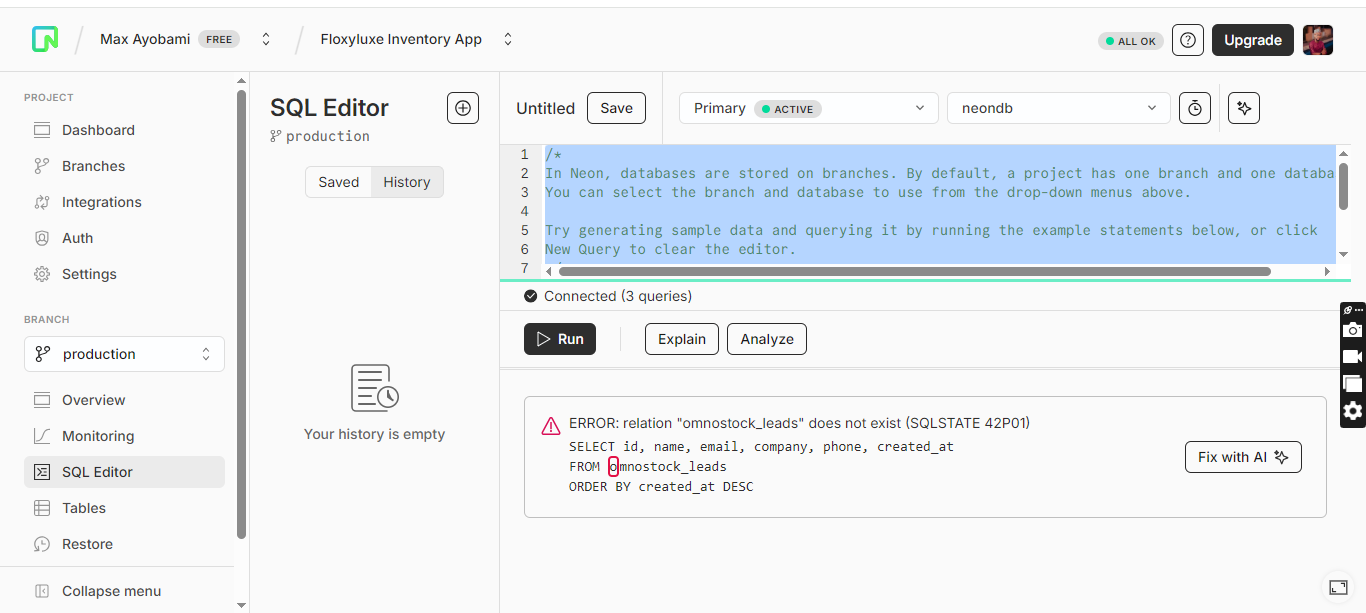 Max Ayobami FREE
Floxyluxe Inventory App
ALL OK
?
Upgrade
PROJECT
Dashboard
Branches
Integrations
Auth
Settings
BRANCH
production
Overview
Monitoring
SQL Editor
Tables
Restore
Collapse menu
SQL Editor
production
Saved
History
Your history is empty
Untitled
Save
Primary ACTIVE
neondb
1 /*
2 In Neon, databases are stored on branches. By default, a project has one branch and one databa
3 You can select the branch and database to use from the drop-down menus above.
4
5 Try generating sample data and querying it by running the example statements below, or click
6 New Query to clear the editor.
7
Connected (3 queries)
Run
Explain
Analyze
ERROR: relation "omnostock_leads" does not exist (SQLSTATE 42P01)
SELECT id, name, email, company, phone, created_at
FROM omnostock_leads
ORDER BY created_at DESC
Fix with AI